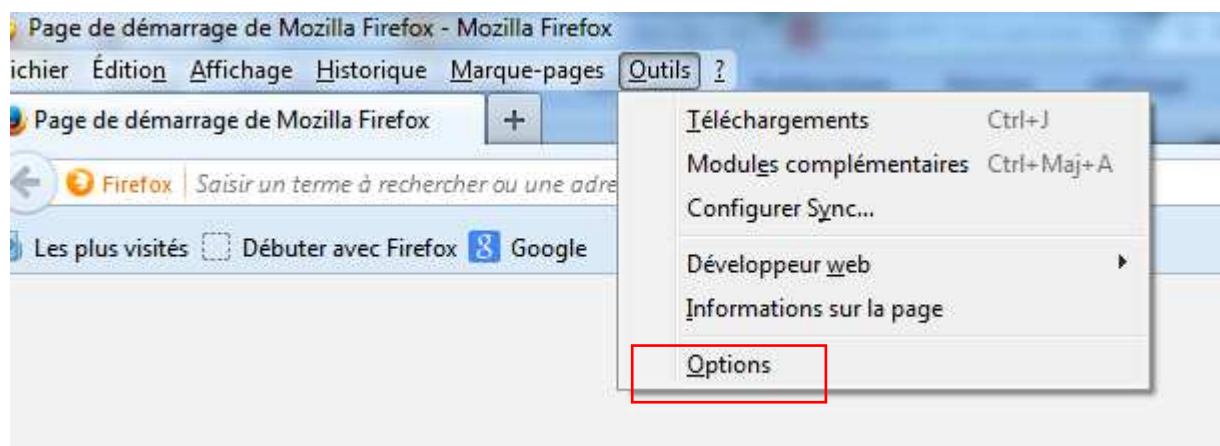 Page de démarrage de Mozilla Firefox - Mozilla Firefox
ichier Édition Affichage Historique Marque-pages Outils ?
Page de démarrage de Mozilla Firefox +
Firefox Saisir un terme à rechercher ou une adre
Les plus visités Débuter avec Firefox 8 Google
Téléchargements Ctrl+J
Modules complémentaires Ctrl+Maj+A
Configurer Sync...
Développeur web
Informations sur la page
Options